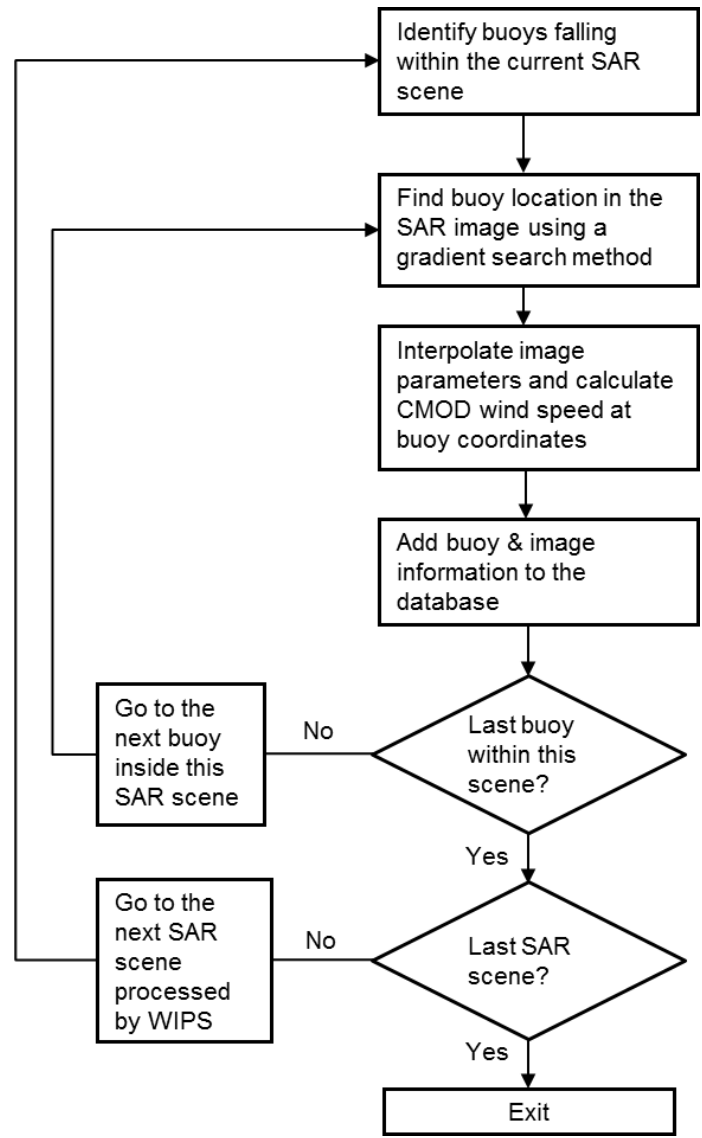 Identify buoys falling
within the current SAR
scene
Find buoy location in the
SAR image using a
gradient search method
Interpolate image
parameters and calculate
CMOD wind speed at
buoy coordinates
Add buoy & image
information to the
database
Go to the
next buoy
inside this
SAR scene
No
Last buoy
within this
scene?
Yes
Go to the
next SAR
scene
processed
by WIPS
No
Last SAR
scene?
Yes
Exit